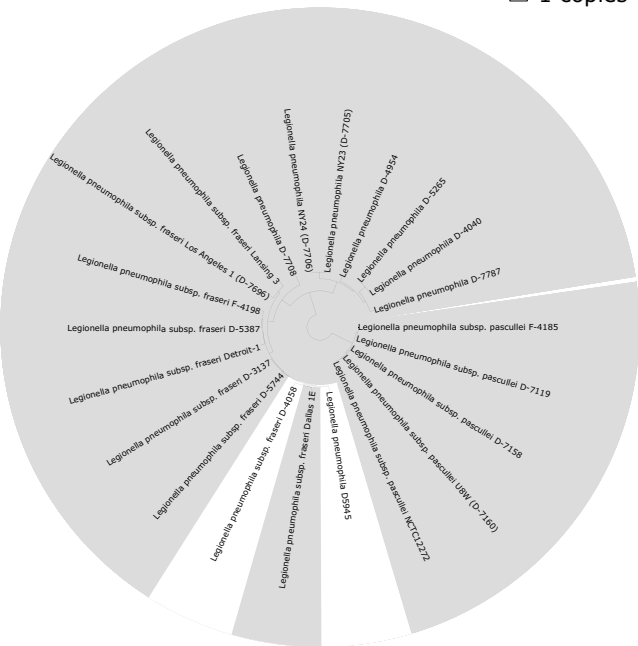 1 copies
Legionella pneumophila NY23 (D-7705)
Legionella pneumophila D-4954
Legionella pneumophila D-5265
Legionella pneumophila D-4040
Legionella pneumophila D-7787
Legionella pneumophila subsp. pascullei F-4185
Legionella pneumophila subsp. pascullei D-7119
Legionella pneumophila subsp. pascullei D-7158
Legionella pneumophila subsp. pascullei U8W (D-7160)
Legionella pneumophila subsp. pascullei NCTC12272
Legionella pneumophila D5945
Legionella pneumophila subsp. fraseri Dallas 1E
Legionella pneumophila subsp. fraseri D-4058
Legionella pneumophila subsp. fraseri D-5744
Legionella pneumophila subsp. fraseri D-3137
Legionella pneumophila subsp. fraseri Detroit-1
Legionella pneumophila subsp. fraseri D-5387
Legionella pneumophila subsp. fraseri F-4198
Legionella pneumophila subsp. fraseri Los Angeles 1 (D-7696)
Legionella pneumophila subsp. fraseri Lansing 3
Legionella pneumophila D-7708
Legionella pneumophila NY24 (D-7706)